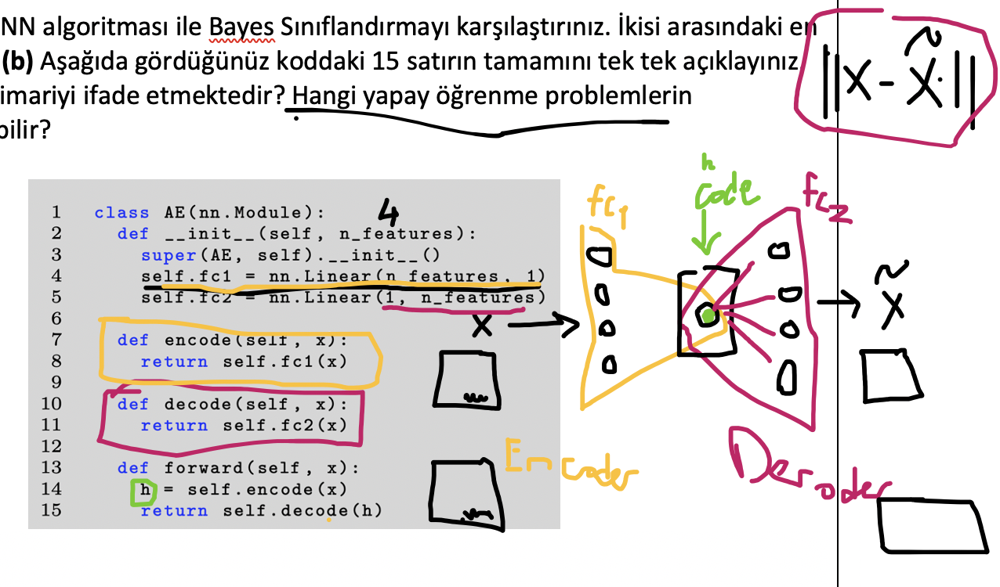 NN algoritması ile Bayes Sınıflandırmayı karşılaştırınız. İkisi arasındaki en
(b) Aşağıda gördüğünüz koddaki 15 satırın tamamını tek tek açıklayınız
imariyi ifade etmektedir? Hangi yapay öğrenme problemlerin
bilir?
||x - x̃||
1 class AE(nn.Module):
4
2 def __init__(self, n_features):
3 super(AE, self).__init__()
4 self.fc1 = nn.Linear(n_features, 1)
5 self.fc2 = nn.Linear(1, n_features)
6
7 def encode(self, x):
8 return self.fc1(x)
9
10 def decode(self, x):
11 return self.fc2(x)
12
13 def forward(self, x):
14 h = self.encode(x)
15 return self.decode(h)
fc1
h
code
fc2
x
x̃
Encoder
Decoder